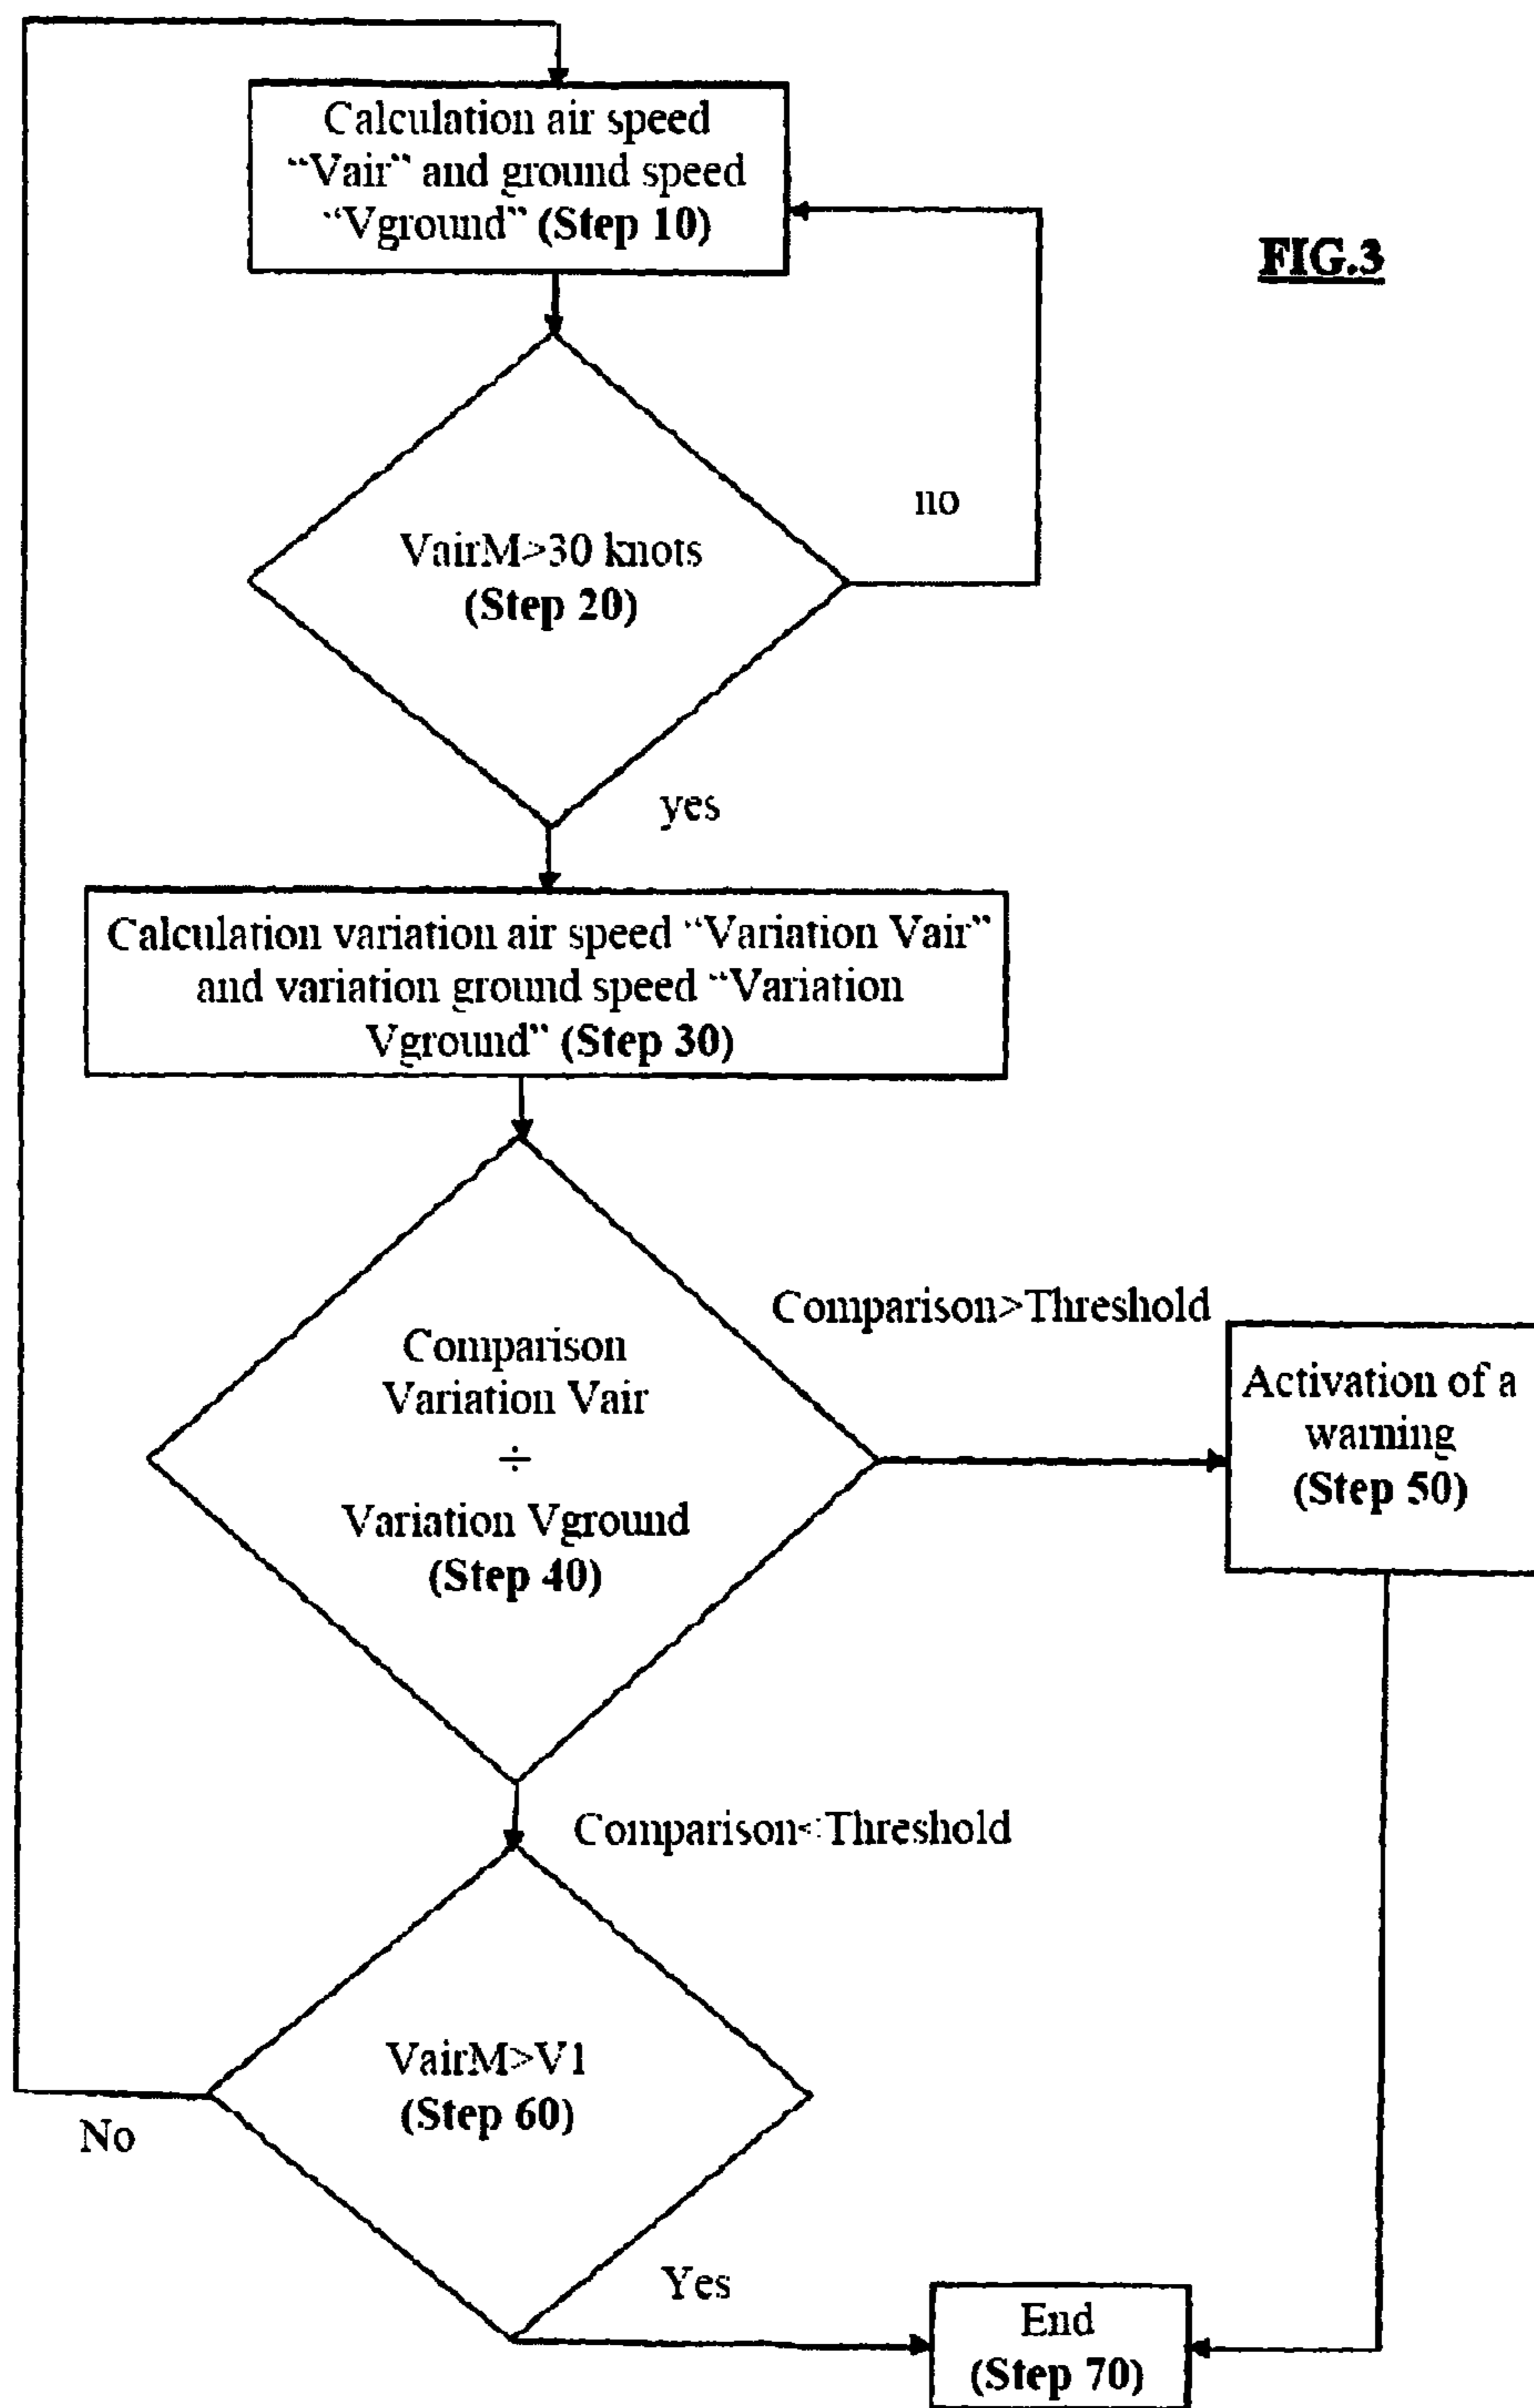 Calculation air speed
“Vair” and ground speed
“Vground” (Step 10)
FIG.3
no
VairM>30 knots
(Step 20)
yes
Calculation variation air speed “Variation Vair”
and variation ground speed “Variation
Vground” (Step 30)
Comparison>Threshold
Comparison
Variation Vair
÷
Variation Vground
(Step 40)
Activation of a
warning
(Step 50)
Comparison<Threshold
VairM>V1
(Step 60)
No
Yes
End
(Step 70)